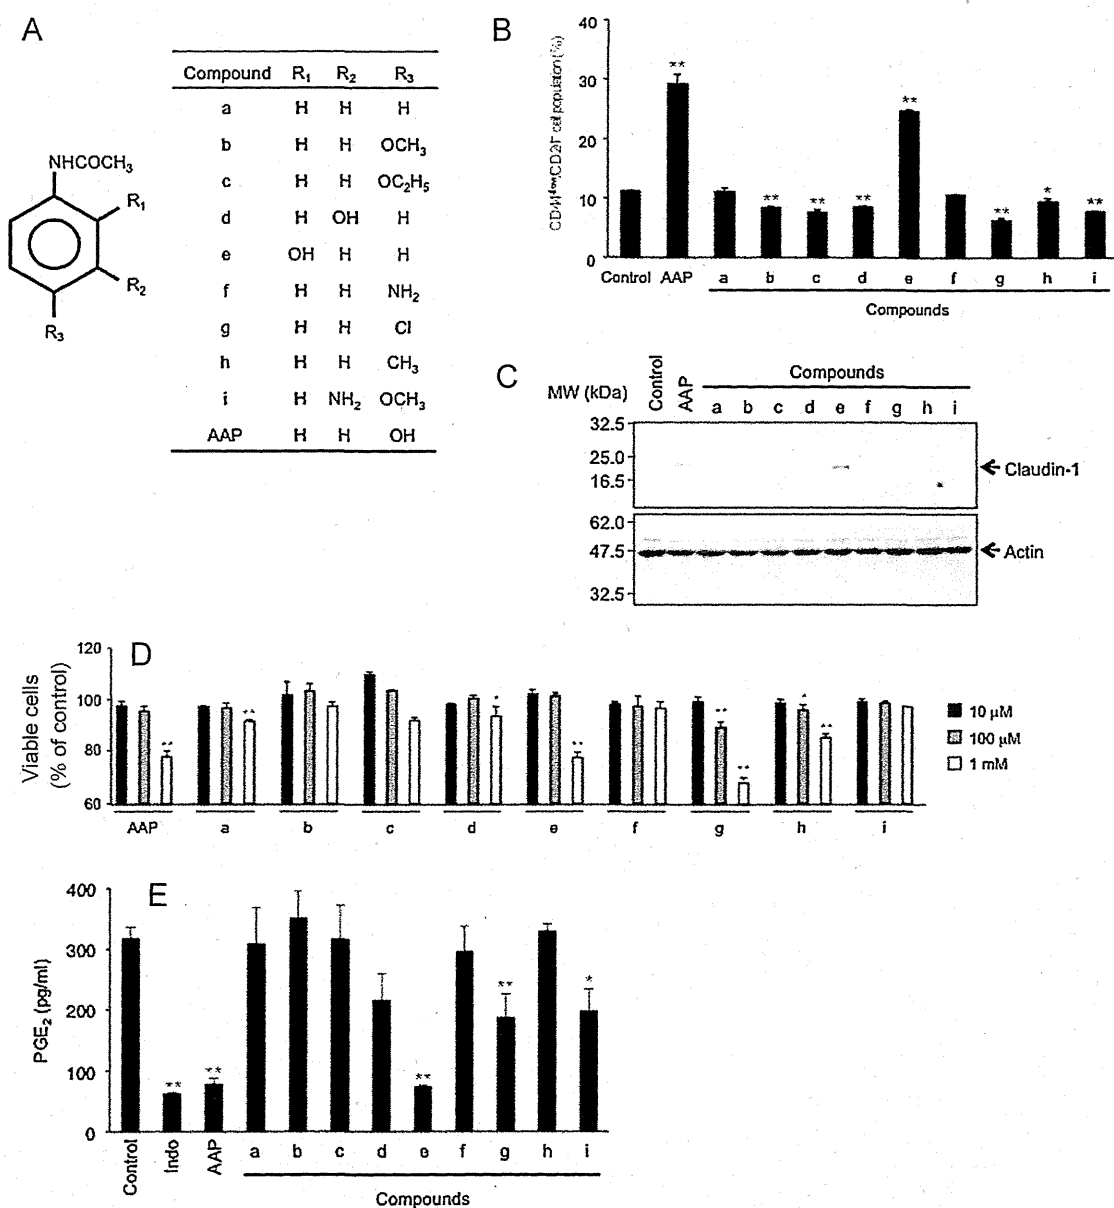 A
Compound R₁ R₂ R₃
a H H H
b H H OCH₃
c H H OC₂H₅
d H OH H
e OH H H
f H H NH₂
g H H Cl
h H H CH₃
i H NH₂ OCH₃
AAP H H OH
NHCOCH₃
R₁
R₂
R₃
B
cell population (%)
40
30
20
10
0
** ** ** ** ** ** * **
Control AAP a b c d e f g h i
Compounds
C
MW (kDa)
Control
AAP
Compounds
a b c d e f g h i
32.5
25.0
16.5
Claudin-1
62.0
47.5
32.5
Actin
D
Viable cells
(% of control)
120
100
80
60
** ** * ** ** ** * **
AAP a b c d e f g h i
10 μM
100 μM
1 mM
E
PGE₂ (pg/ml)
400
300
200
100
0
** ** ** ** *
Control Indo AAP a b c d e f g h i
Compounds